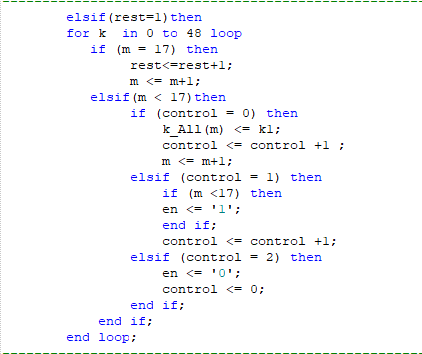 elsif(rest=1)then
for k  in 0 to 48 loop
if (m = 17) then
rest<=rest+1;
m <= m+1;
elsif(m < 17)then
if (control = 0) then
k_All(m) <= k1;
control <= control +1 ;
m <= m+1;
elsif (control = 1) then
if (m <17) then
en <= '1';
end if;
control <= control +1;
elsif (control = 2) then
en <= '0';
control <= 0;
end if;
end if;
end loop;